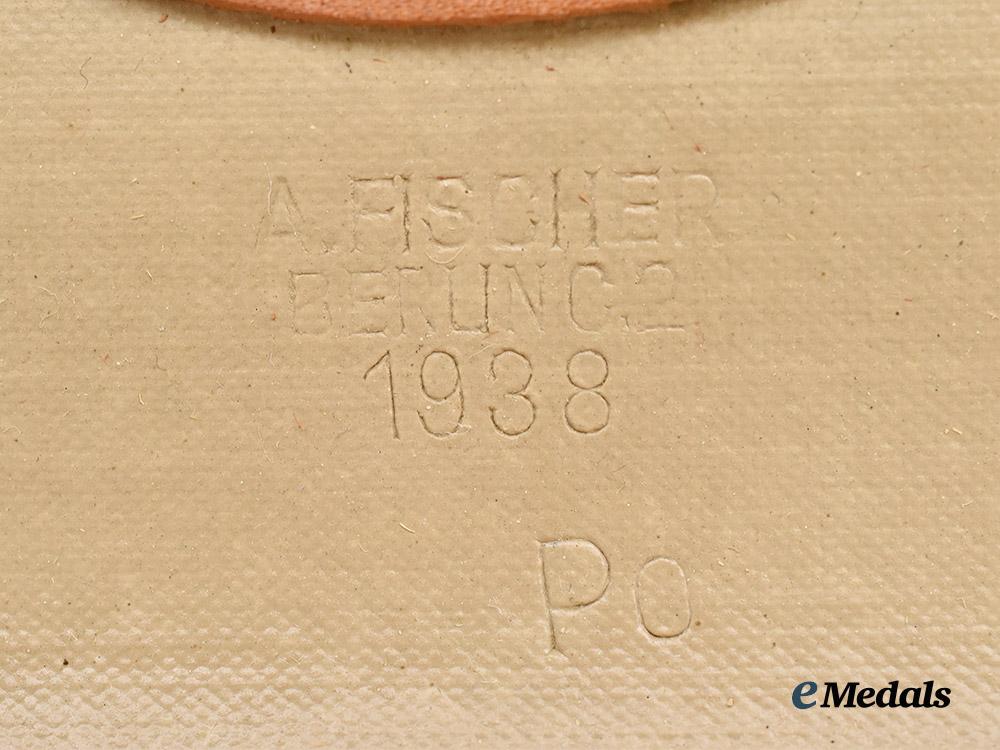 A. FISCHER
BERLIN C.2
1938
Po
eMedals